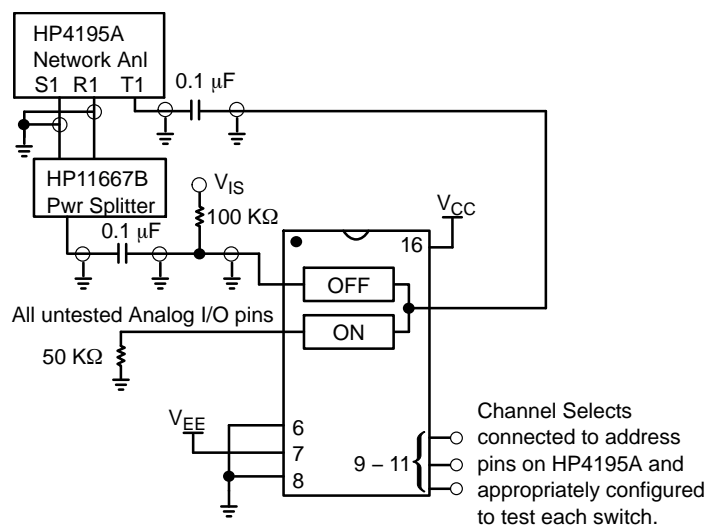 HP4195A
Network Anl
S1 R1 T1
0.1 μF
HP11667B
Pwr Splitter
V_IS
100 KΩ
0.1 μF
V_CC
16
OFF
All untested Analog I/O pins
ON
50 KΩ
V_EE
6
7
8
9 – 11
Channel Selects
connected to address
pins on HP4195A and
appropriately configured
to test each switch.